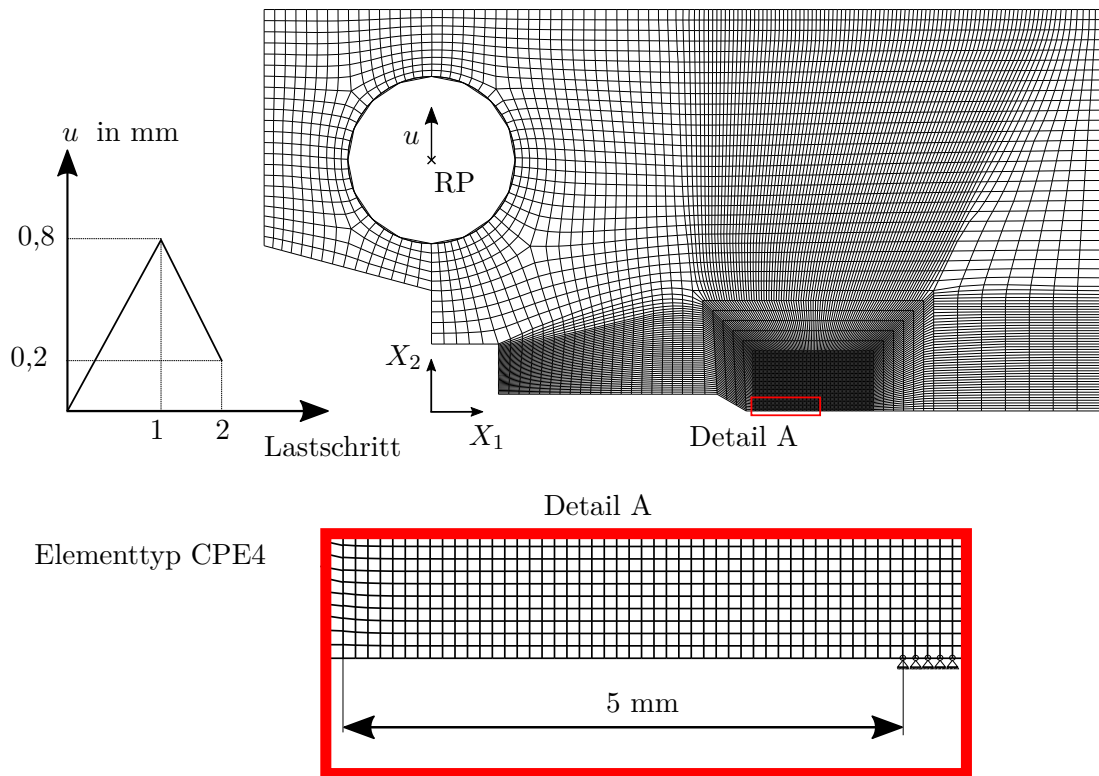 u in mm
0,8
0,2
1 2
Lastschritt
u
RP
X₂
X₁
Detail A
Detail A
Elementtyp CPE4
5 mm